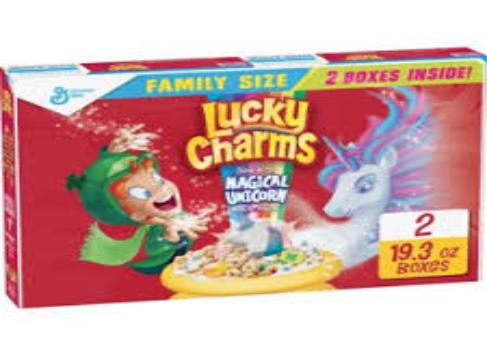 FAMILY SIZE
2 BOXES INSIDE!
Lucky
Charms
MAGICAL
UNICORN
2
19.3 OZ
BOXES